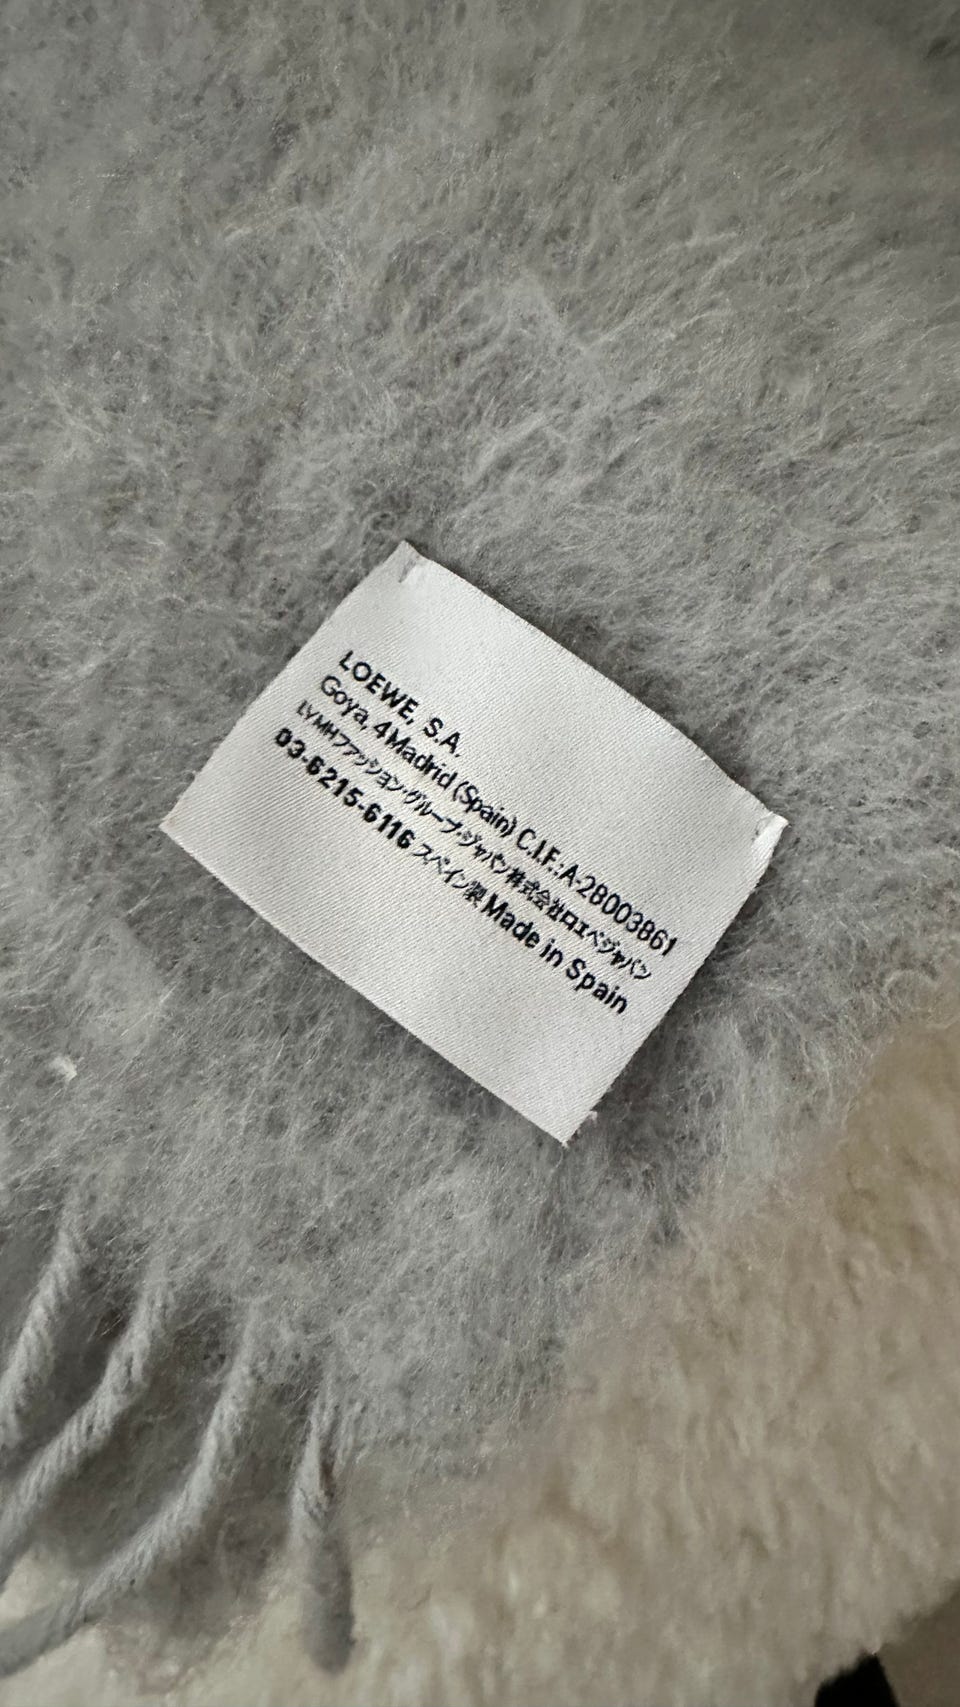 LOEWE, S.A.
Goya, 4 Madrid (Spain) C.I.F.:A-28003861
LVMHファッション・グループ・ジャパン株式会社ロエベジャパン
03-6215-6116 スペイン製 Made in Spain